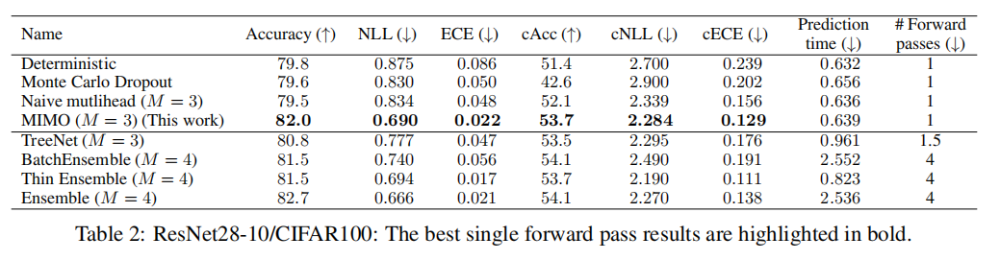 Name Accuracy (↑) NLL (↓) ECE (↓) cAcc (↑) cNLL (↓) cECE (↓) Prediction time (↓) # Forward passes (↓)
Deterministic 79.8 0.875 0.086 51.4 2.700 0.239 0.632 1
Monte Carlo Dropout 79.6 0.830 0.050 42.6 2.900 0.202 0.656 1
Naive mutlihead (M = 3) 79.5 0.834 0.048 52.1 2.339 0.156 0.636 1
MIMO (M = 3) (This work) 82.0 0.690 0.022 53.7 2.284 0.129 0.639 1
TreeNet (M = 3) 80.8 0.777 0.047 53.5 2.295 0.176 0.961 1.5
BatchEnsemble (M = 4) 81.5 0.740 0.056 54.1 2.490 0.191 2.552 4
Thin Ensemble (M = 4) 81.5 0.694 0.017 53.7 2.190 0.111 0.823 4
Ensemble (M = 4) 82.7 0.666 0.021 54.1 2.270 0.138 2.536 4
Table 2: ResNet28-10/CIFAR100: The best single forward pass results are highlighted in bold.